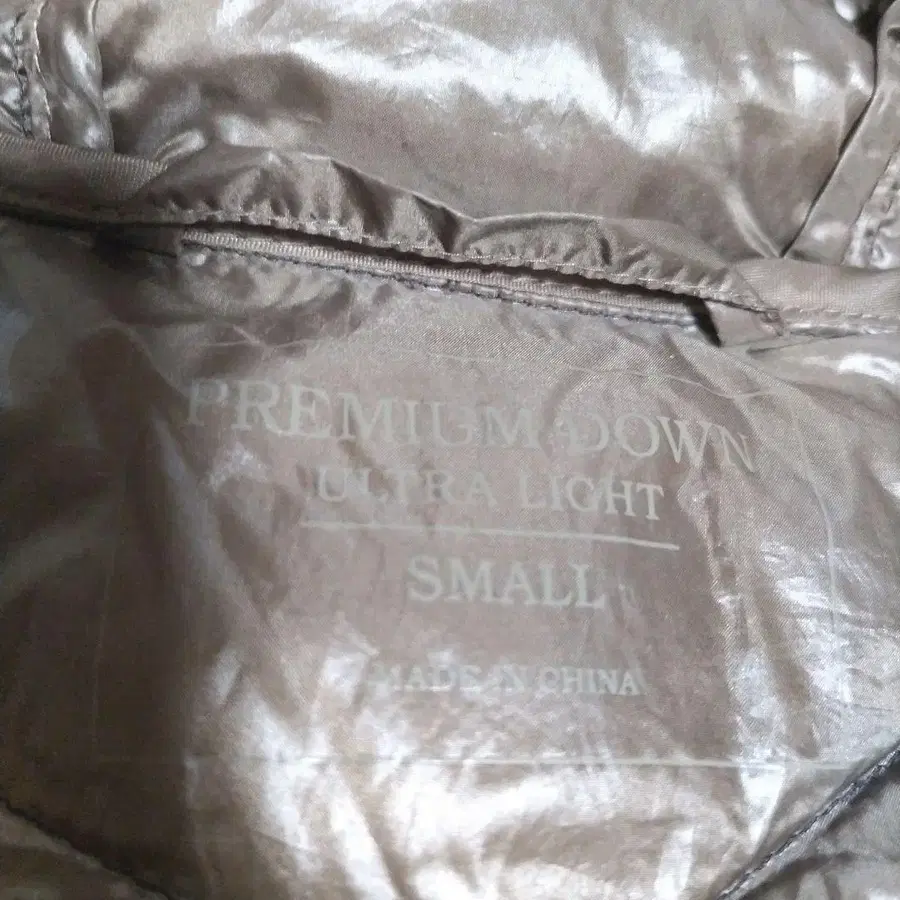 PREMIUM DOWN
ULTRA LIGHT
SMALL
MADE IN CHINA